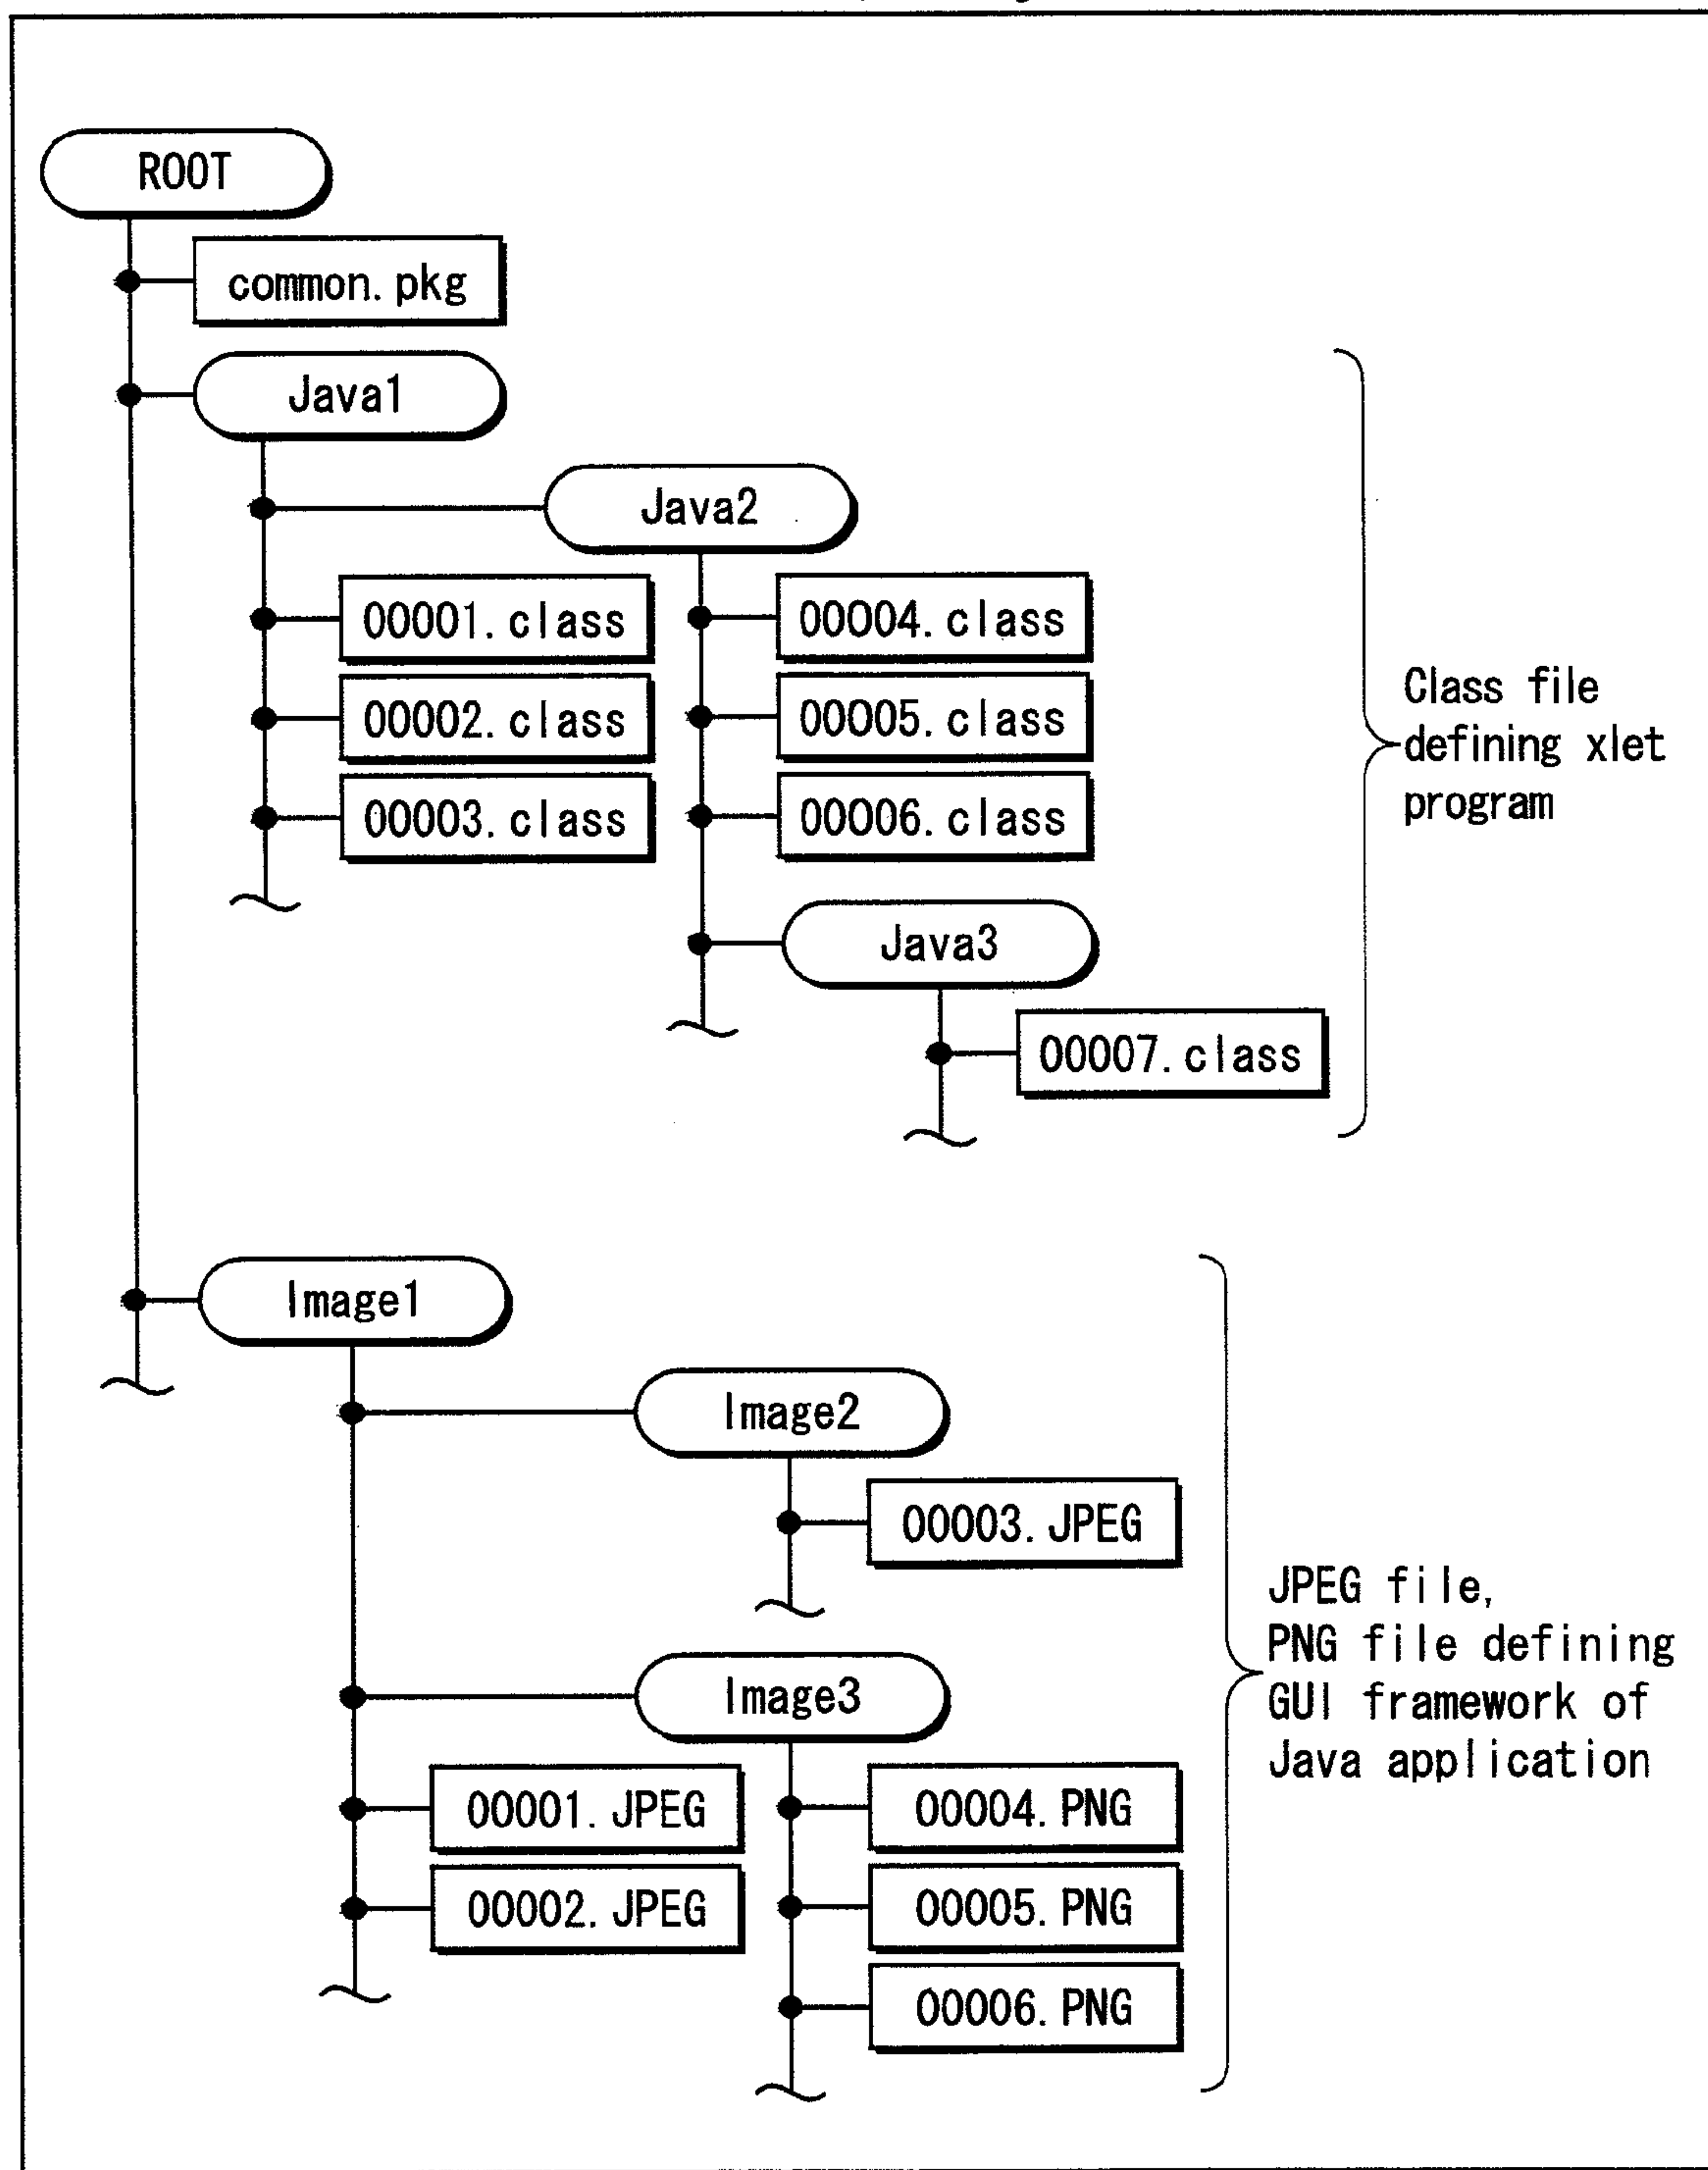 ROOT
common.pkg
Java1
Java2
00001.class
00004.class
00002.class
00005.class
00003.class
00006.class
Java3
00007.class
Class file
defining xlet
program
Image1
Image2
00003.JPEG
Image3
00001.JPEG
00004.PNG
00002.JPEG
00005.PNG
00006.PNG
JPEG file,
PNG file defining
GUI framework of
Java application